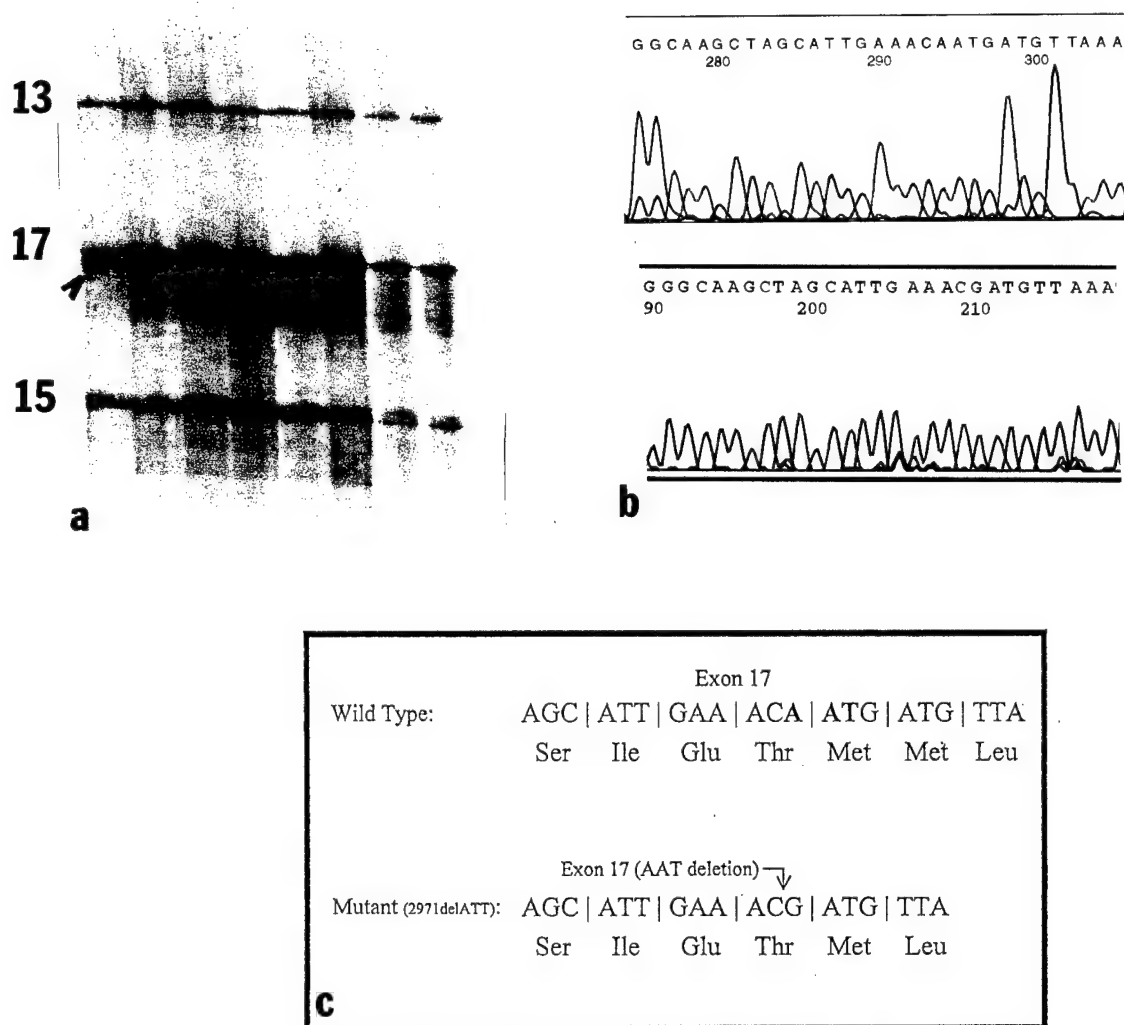 13
17
15
a
GGCAAGCTAGCATTGAAACAATGATGTTAAA
280 290 300
GGGCAAGCTAGCATTGAAACGATGTTAAA
90 200 210
b
Exon 17
Wild Type: AGC | ATT | GAA | ACA ATG | ATG | TTA
Ser Ile Glu Thr Met Met Leu
Exon 17 (AAT deletion)
Mutant (2971delATT): AGC | ATT | GAA | ACG | ATG | TTA
Ser Ile Glu Thr Met Leu
c